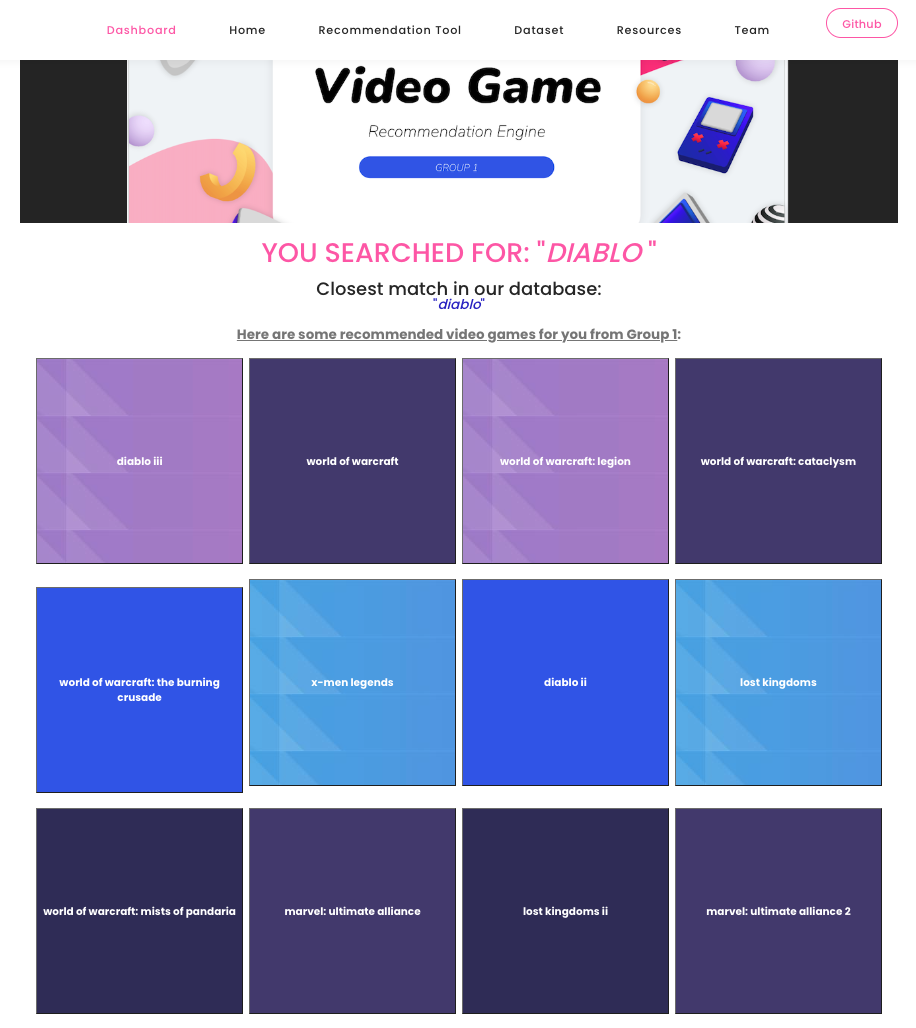 Dashboard Home Recommendation Tool Dataset Resources Team Github
Video Game
Recommendation Engine
GROUP 1
YOU SEARCHED FOR: "DIABLO "
Closest match in our database:
"diablo"
Here are some recommended video games for you from Group 1:
diablo iii
world of warcraft
world of warcraft: legion
world of warcraft: cataclysm
world of warcraft: the burning
crusade
x-men legends
diablo ii
lost kingdoms
world of warcraft: mists of pandaria
marvel: ultimate alliance
lost kingdoms ii
marvel: ultimate alliance 2